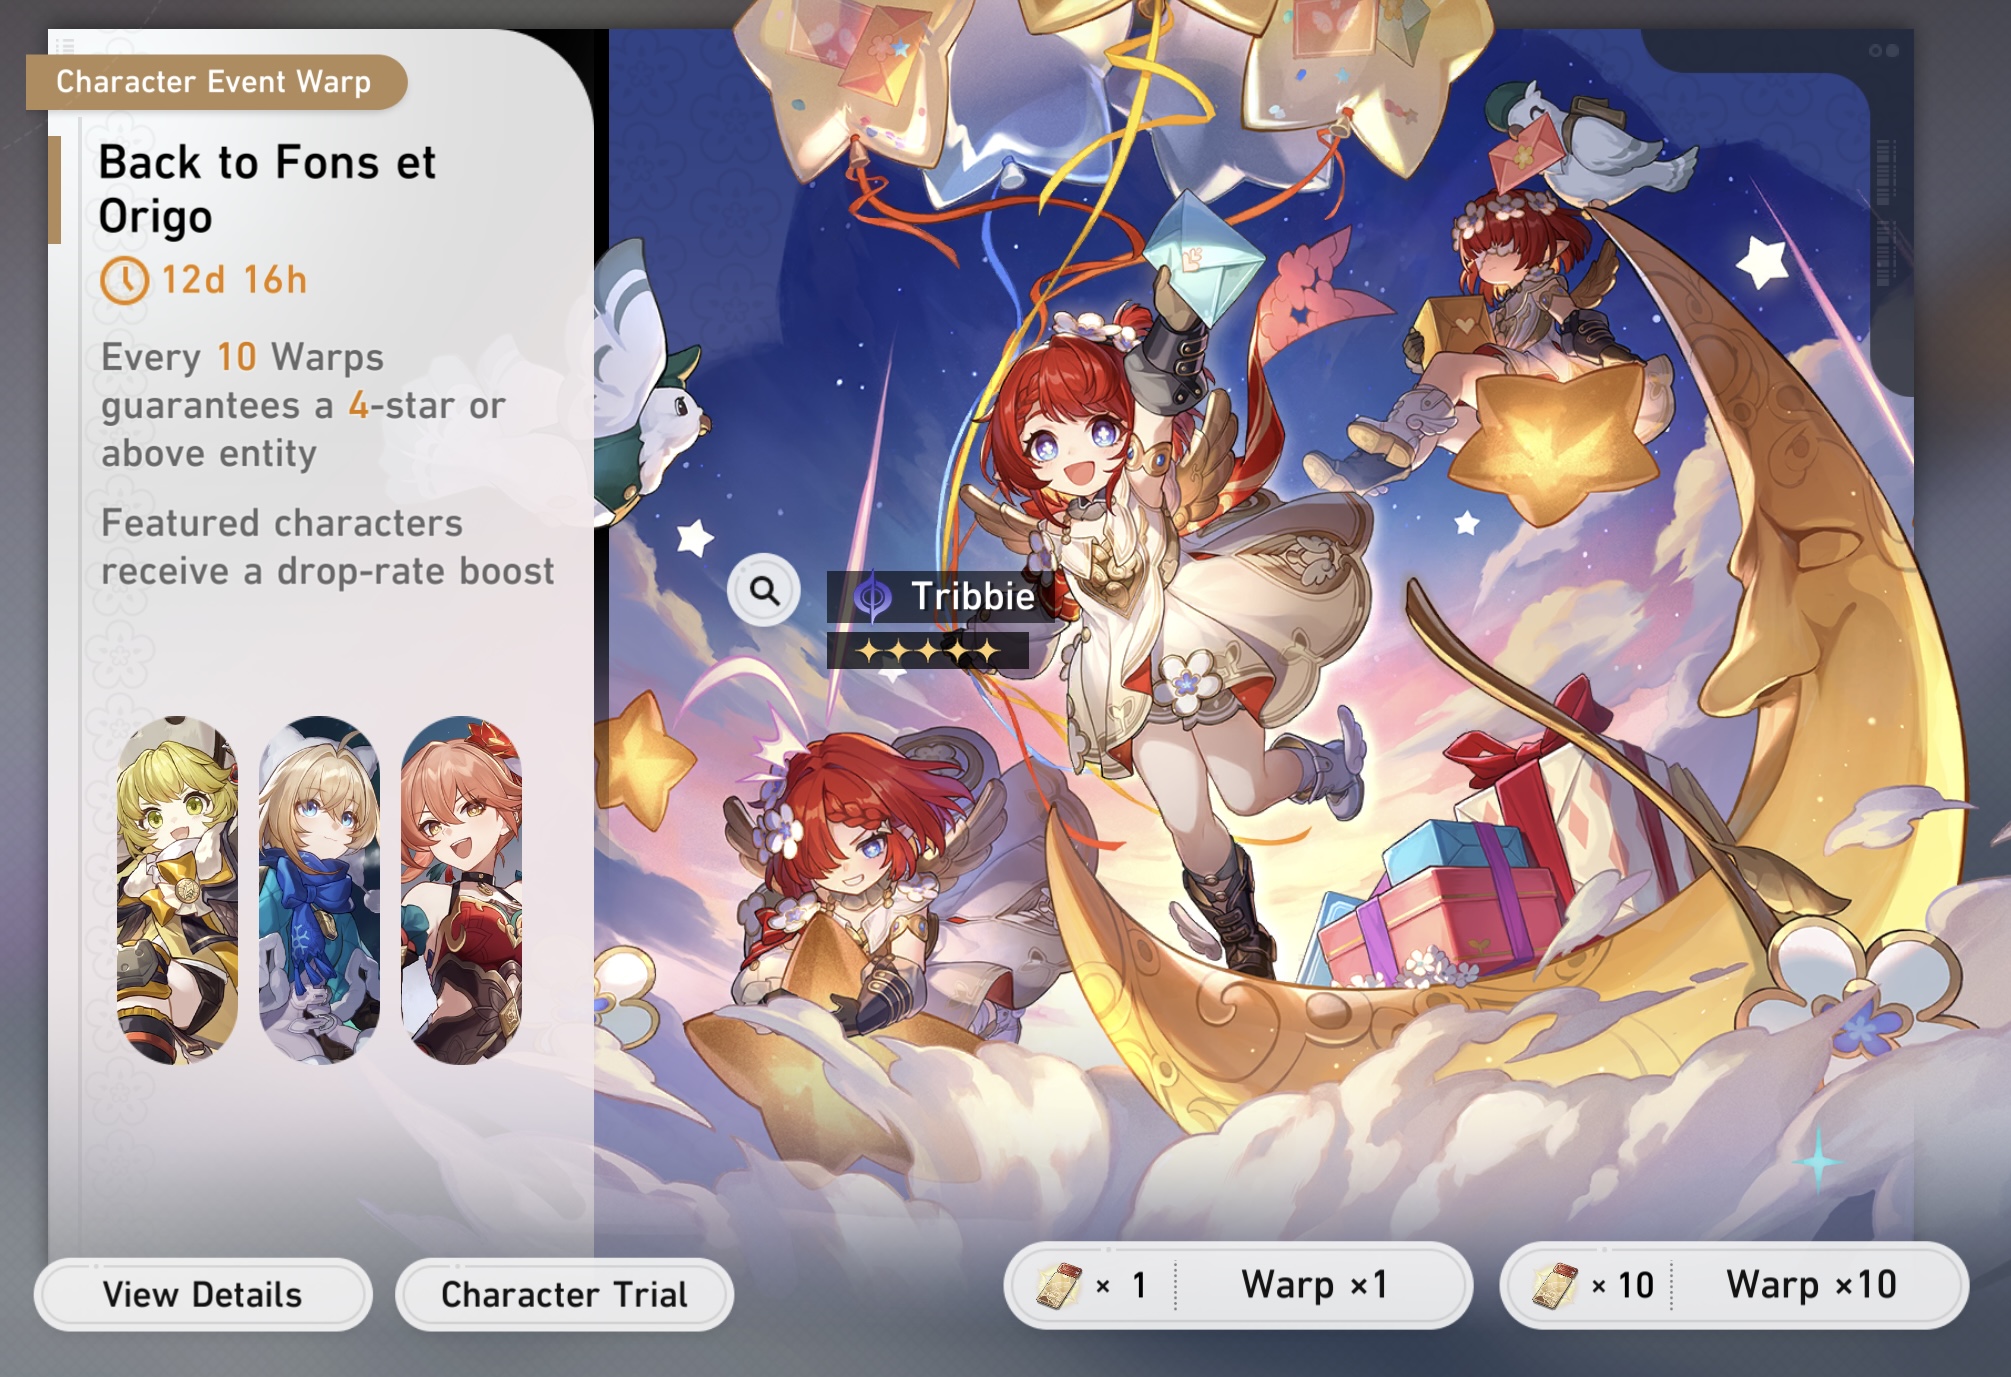 Character Event Warp
Back to Fons et
Origo
12d 16h
Every 10 Warps
guarantees a 4-star or
above entity
Featured characters
receive a drop-rate boost
Tribbie
View Details
Character Trial
× 1
Warp ×1
× 10
Warp ×10